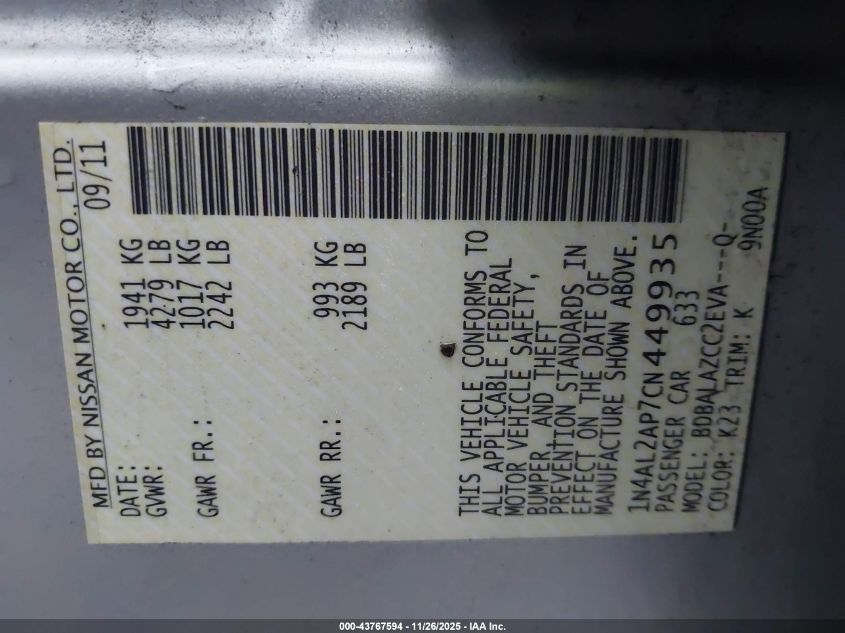 MFD BY NISSAN MOTOR CO., LTD.
DATE: 09/11
GVWR: 1941 KG
4279 LB
GAWR FR.: 1017 KG
2242 LB
GAWR RR.: 993 KG
2189 LB
THIS VEHICLE CONFORMS TO
ALL APPLICABLE FEDERAL
MOTOR VEHICLE SAFETY,
BUMPER, AND THEFT
PREVENTION STANDARDS IN
EFFECT ON THE DATE OF
MANUFACTURE SHOWN ABOVE.
1N4AL2AP7CN449935
PASSENGER CAR 633
MODEL: BDBALAZCC2EVA---Q-
COLOR: K23 TRIM: K 9N00A
000-43767594 - 11/26/2025 - IAA Inc.